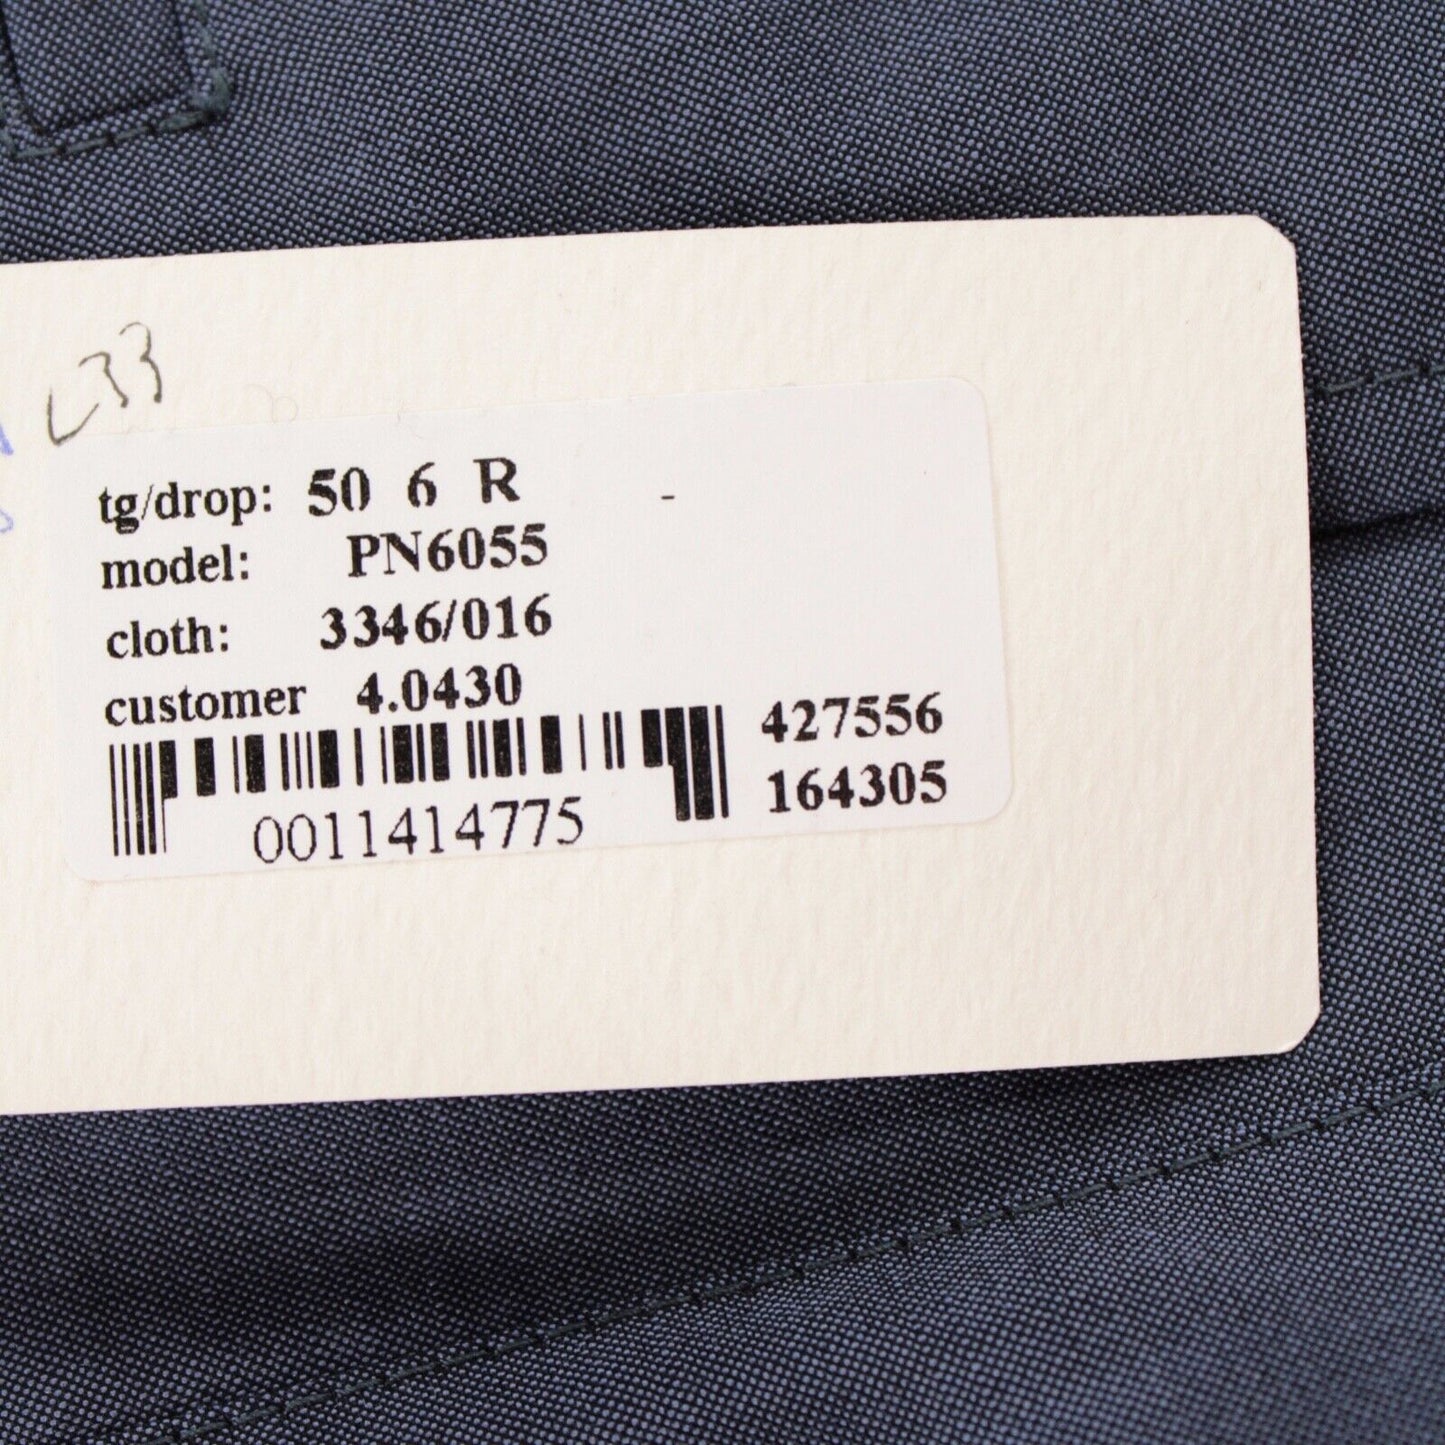 L33
tg/drop: 50 6 R -
model: PN6055
cloth: 3346/016
customer 4.0430
427556
164305
0011414775